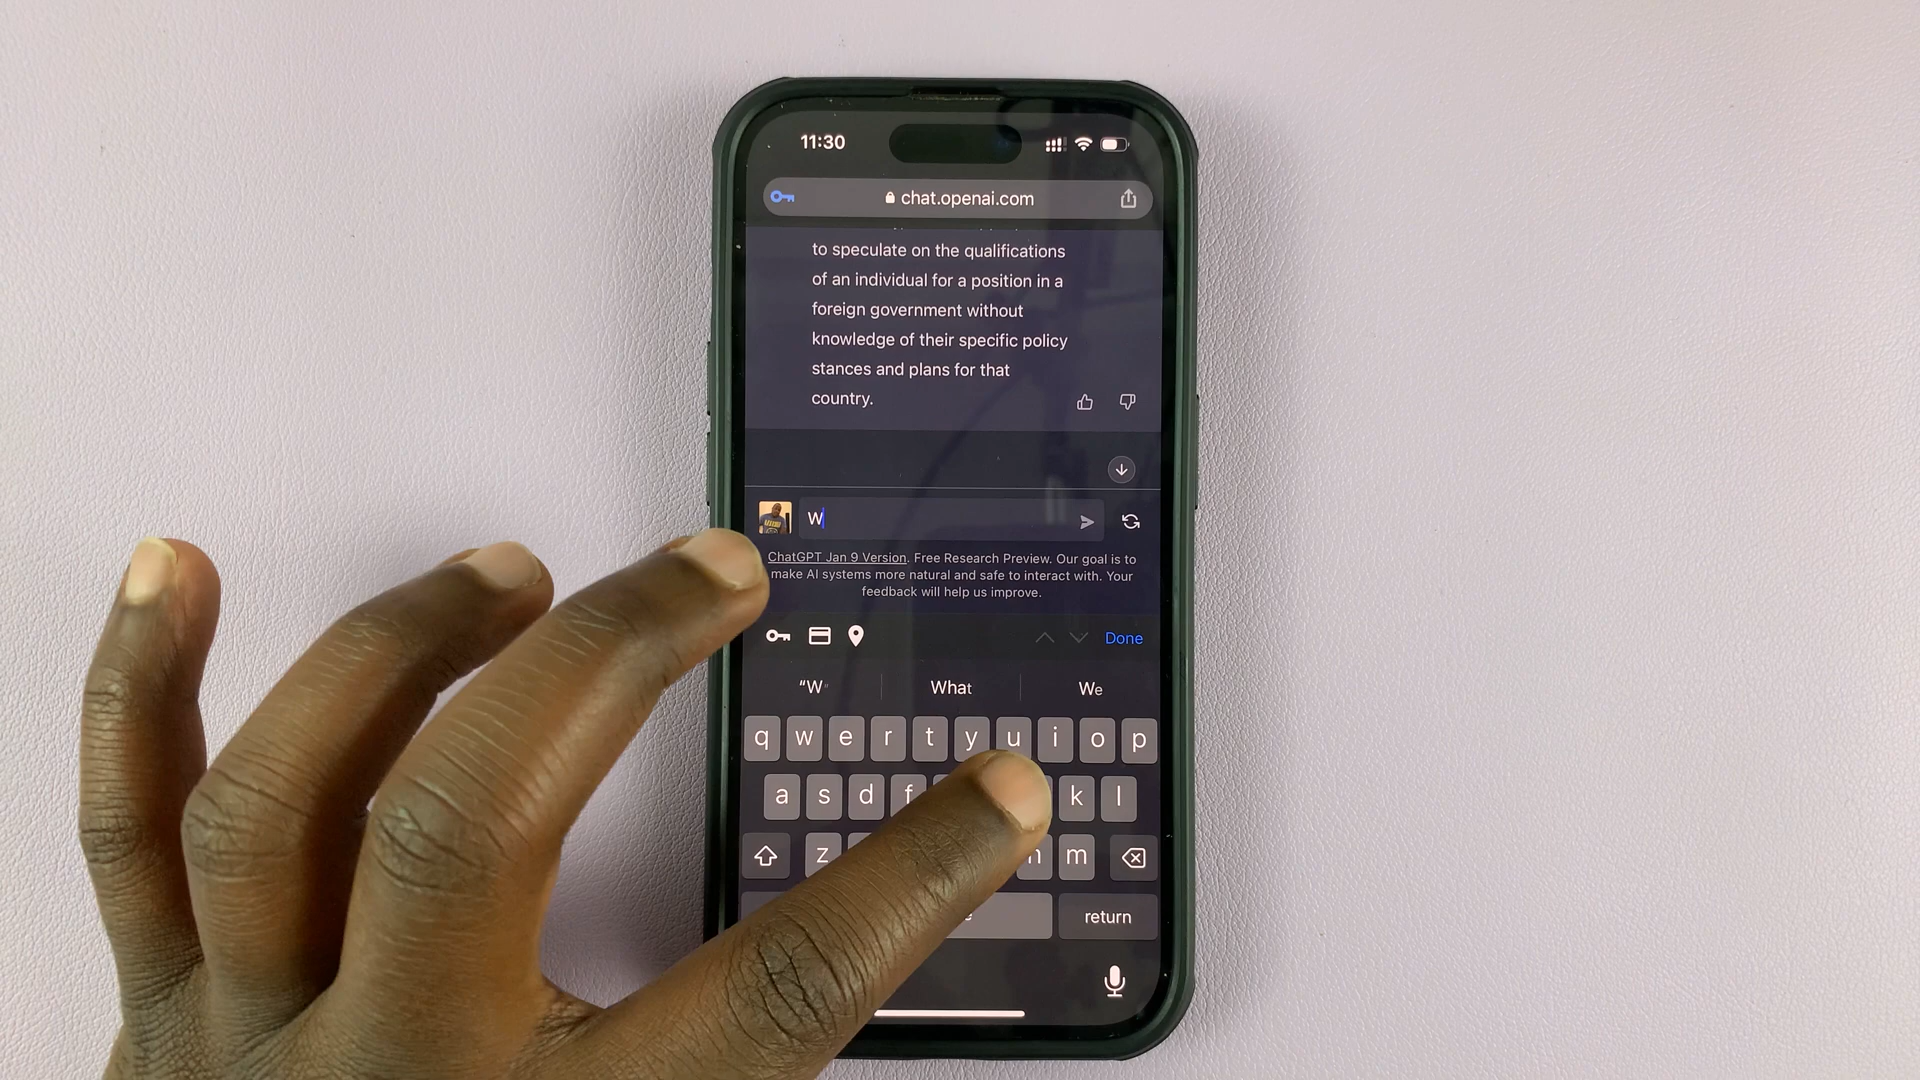 11:30
chat.openai.com
to speculate on the qualifications
of an individual for a position in a
foreign government without
knowledge of their specific policy
stances and plans for that
country.
W
ChatGPT Jan 9 Version. Free Research Preview. Our goal is to
make AI systems more natural and safe to interact with. Your
feedback will help us improve.
Done
“W” What We
q w e r t y u i o p
a s d f k l
z n m
return